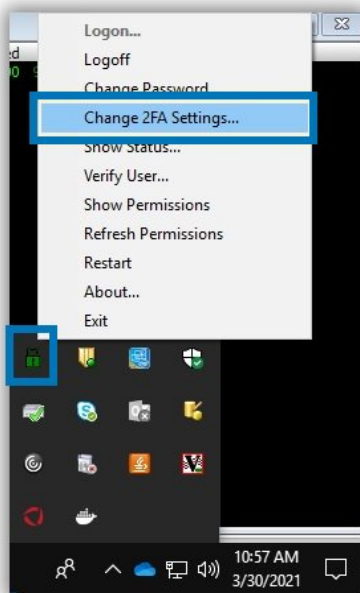 Logon...
Logoff
Change Password
Change 2FA Settings...
Show Status...
Verify User...
Show Permissions
Refresh Permissions
Restart
About...
Exit
10:57 AM
3/30/2021